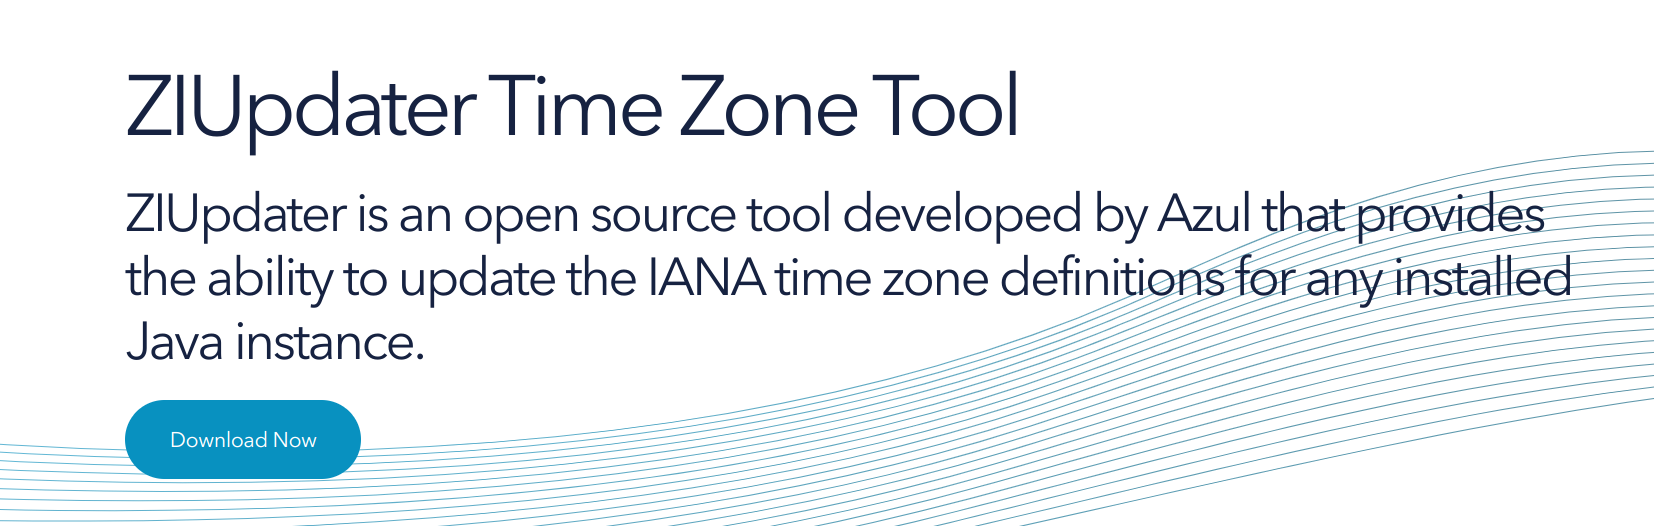 ZIUpdater Time Zone Tool
ZIUpdater is an open source tool developed by Azul that provides
the ability to update the IANA time zone definitions for any installed
Java instance.
Download Now